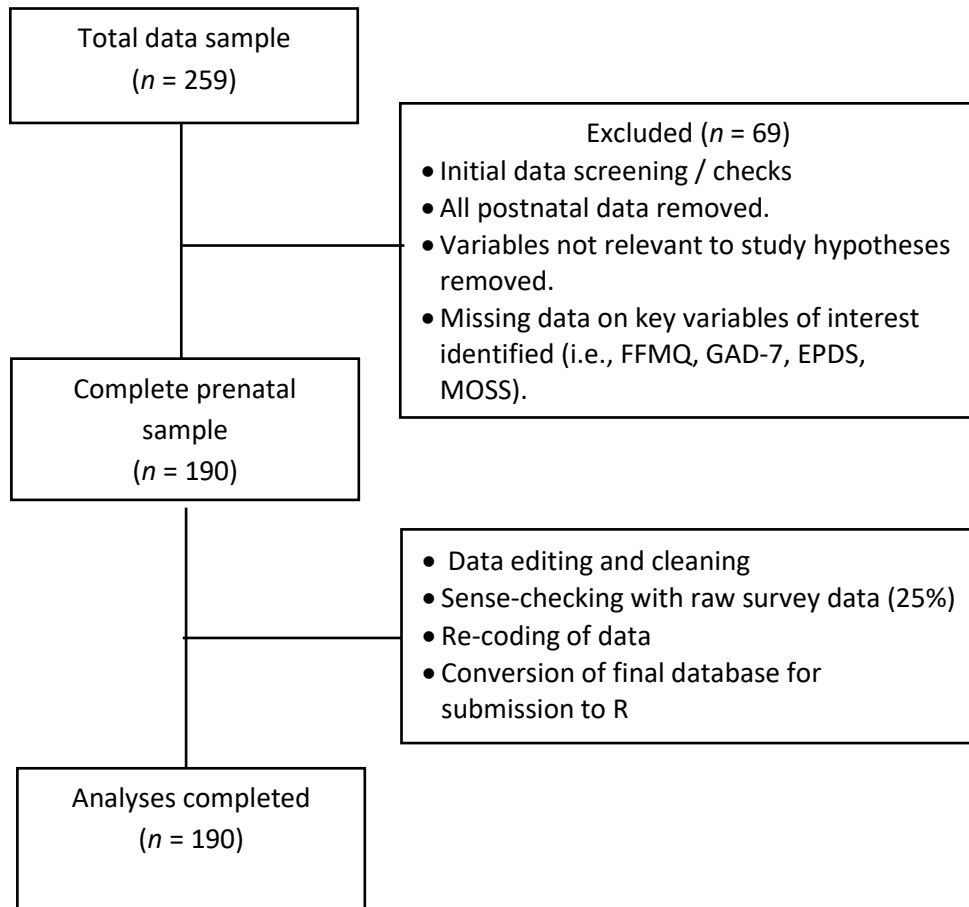 Total data sample
(n = 259)
Excluded (n = 69)
• Initial data screening / checks
• All postnatal data removed.
• Variables not relevant to study hypotheses
removed.
• Missing data on key variables of interest
identified (i.e., FFMQ, GAD-7, EPDS,
MOSS).
Complete prenatal
sample
(n = 190)
• Data editing and cleaning
• Sense-checking with raw survey data (25%)
• Re-coding of data
• Conversion of final database for
submission to R
Analyses completed
(n = 190)